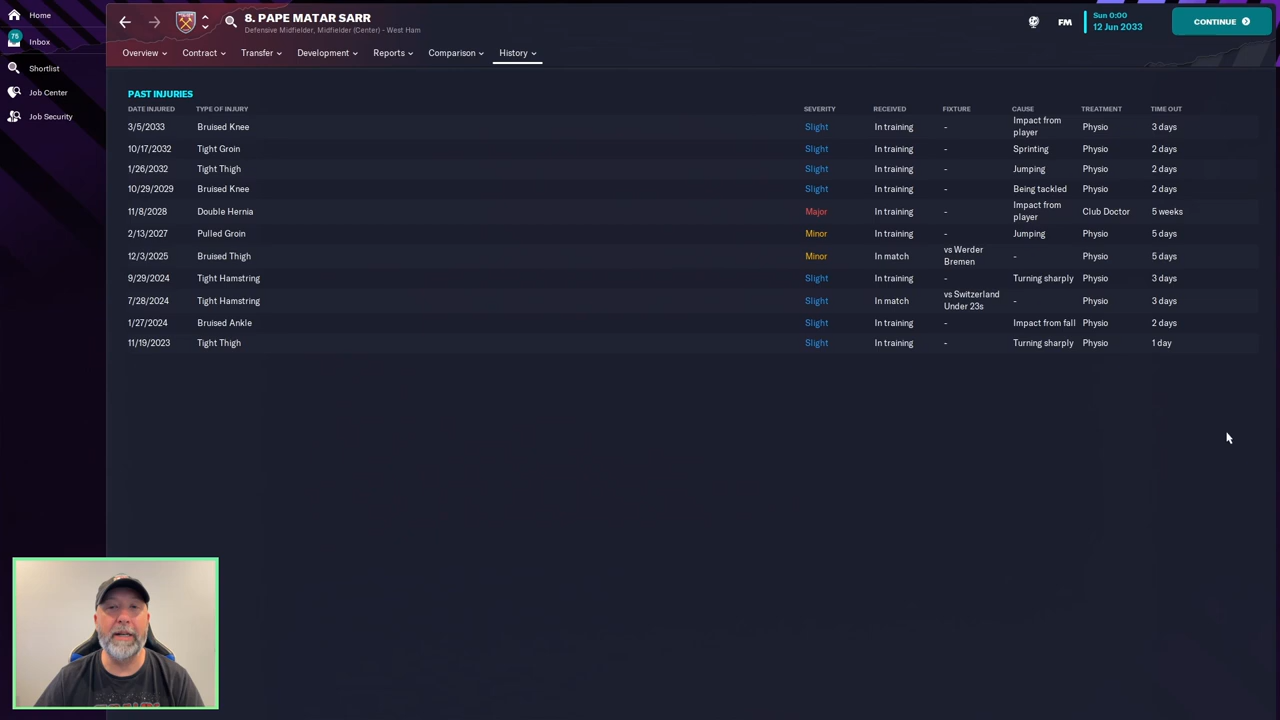 Home
75
Inbox
Shortlist
Job Center
Job Security
8. PAPE MATAR SARR
Defensive Midfielder, Midfielder (Center) - West Ham
FM
Sun 0:00
12 Jun 2033
CONTINUE
Overview
Contract
Transfer
Development
Reports
Comparison
History
PAST INJURIES
DATE INJURED TYPE OF INJURY SEVERITY RECEIVED FIXTURE CAUSE TREATMENT TIME OUT
3/5/2033 Bruised Knee Slight In training - Impact from player Physio 3 days
10/17/2032 Tight Groin Slight In training - Sprinting Physio 2 days
1/26/2032 Tight Thigh Slight In training - Jumping Physio 2 days
10/29/2029 Bruised Knee Slight In training - Being tackled Physio 2 days
11/8/2028 Double Hernia Major In training - Impact from player Club Doctor 5 weeks
2/13/2027 Pulled Groin Minor In training - Jumping Physio 5 days
12/3/2025 Bruised Thigh Minor In match vs Werder Bremen - Physio 5 days
9/29/2024 Tight Hamstring Slight In training - Turning sharply Physio 3 days
7/28/2024 Tight Hamstring Slight In match vs Switzerland Under 23s - Physio 3 days
1/27/2024 Bruised Ankle Slight In training - Impact from fall Physio 2 days
11/19/2023 Tight Thigh Slight In training - Turning sharply Physio 1 day